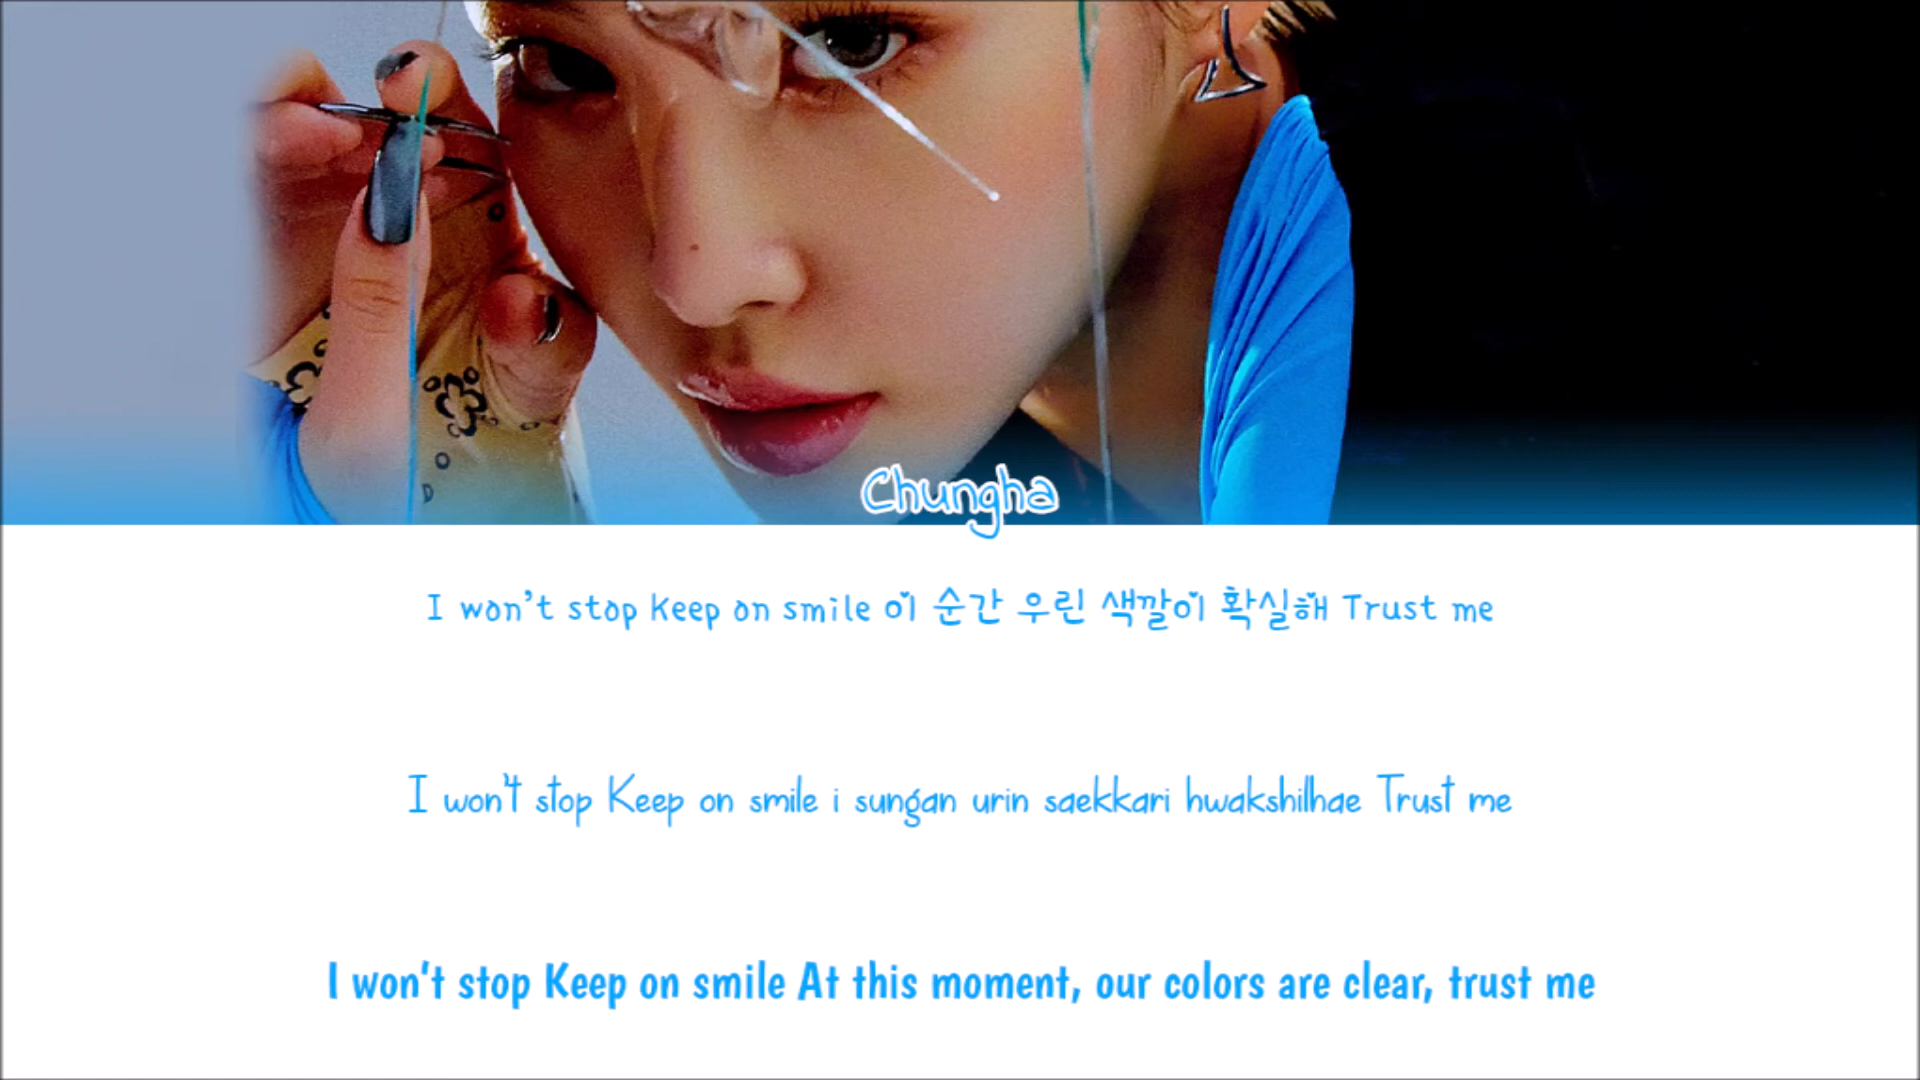 Chungha
I won't stop keep on smile 이 순간 우린 색깔이 확실해 Trust me
I won't stop Keep on smile i sungan urin saekkari hwakshilhae Trust me
I won't stop Keep on smile At this moment, our colors are clear, trust me